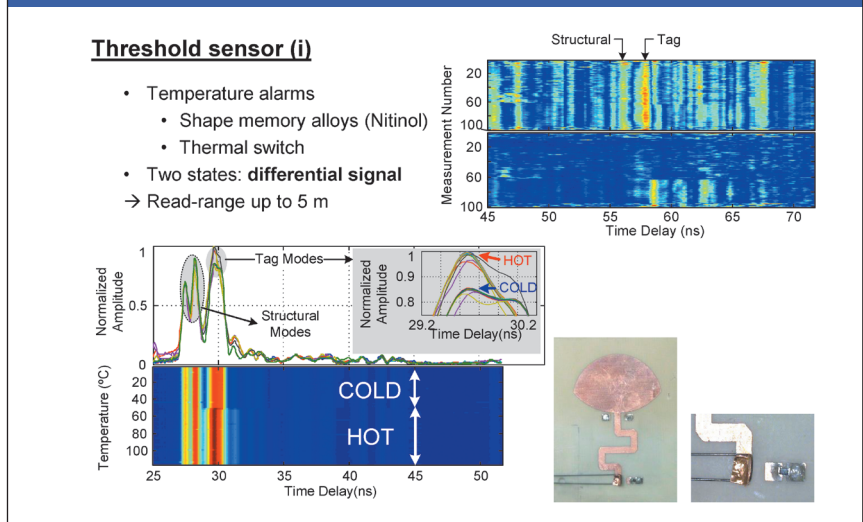 Threshold sensor (i)
• Temperature alarms
• Shape memory alloys (Nitinol)
• Thermal switch
• Two states: differential signal
→ Read-range up to 5 m
Structural
Tag
Measurement Number
20
60
100
20
60
100
45
50
55
60
65
70
Time Delay (ns)
Normalized
Amplitude
1
0.5
0
Tag Modes
Structural
Modes
Normalized
Amplitude
1
0.9
0.8
HOT
COLD
29.2
30.2
Time Delay(ns)
Temperature (ºC)
20
40
60
80
100
COLD
HOT
25
30
35
40
45
50
Time Delay(ns)